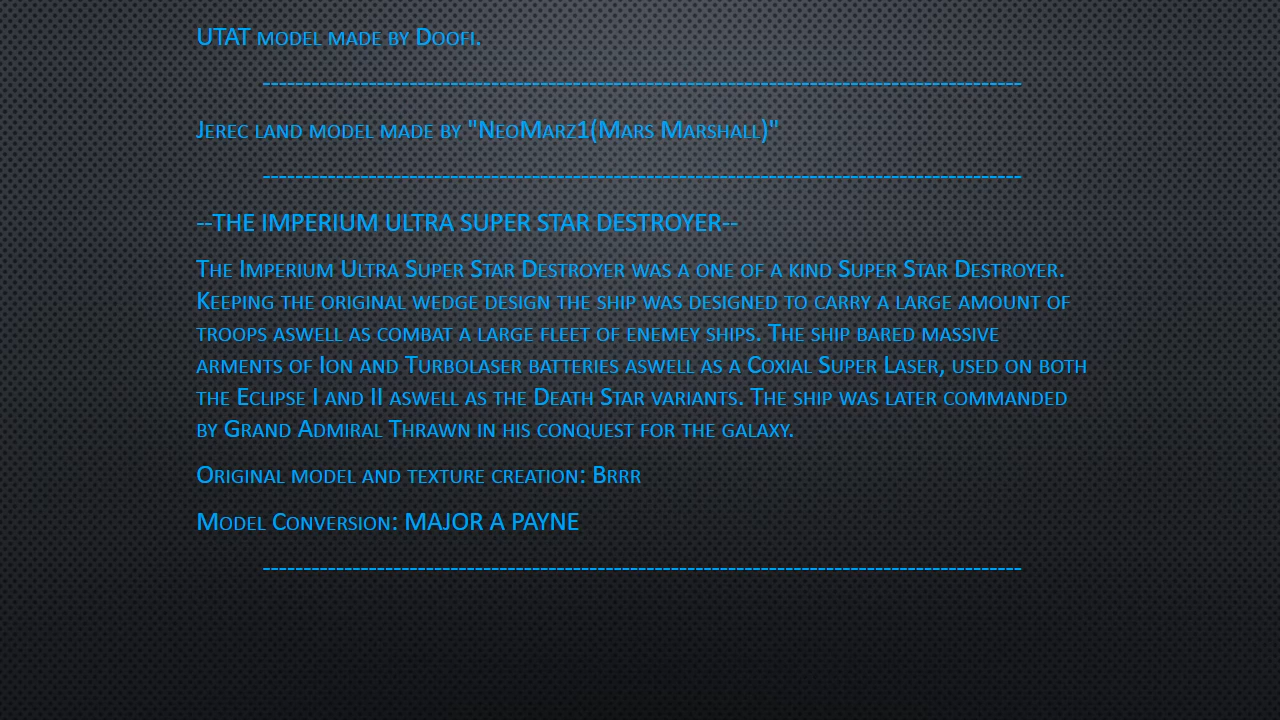 UTAT model made by Doofi.
----------------------------------------------------------------------------------------------
Jerec land model made by "NeoMarz1(Mars Marshall)"
----------------------------------------------------------------------------------------------
--THE IMPERIUM ULTRA SUPER STAR DESTROYER--
The Imperium Ultra Super Star Destroyer was a one of a kind Super Star Destroyer.
Keeping the original wedge design the ship was designed to carry a large amount of
troops aswell as combat a large fleet of enemey ships. The ship bared massive
arments of Ion and Turbolaser batteries aswell as a Coxial Super Laser, used on both
the Eclipse I and II aswell as the Death Star variants. The ship was later commanded
by Grand Admiral Thrawn in his conquest for the galaxy.
Original model and texture creation: Brrr
Model Conversion: MAJOR A PAYNE
----------------------------------------------------------------------------------------------